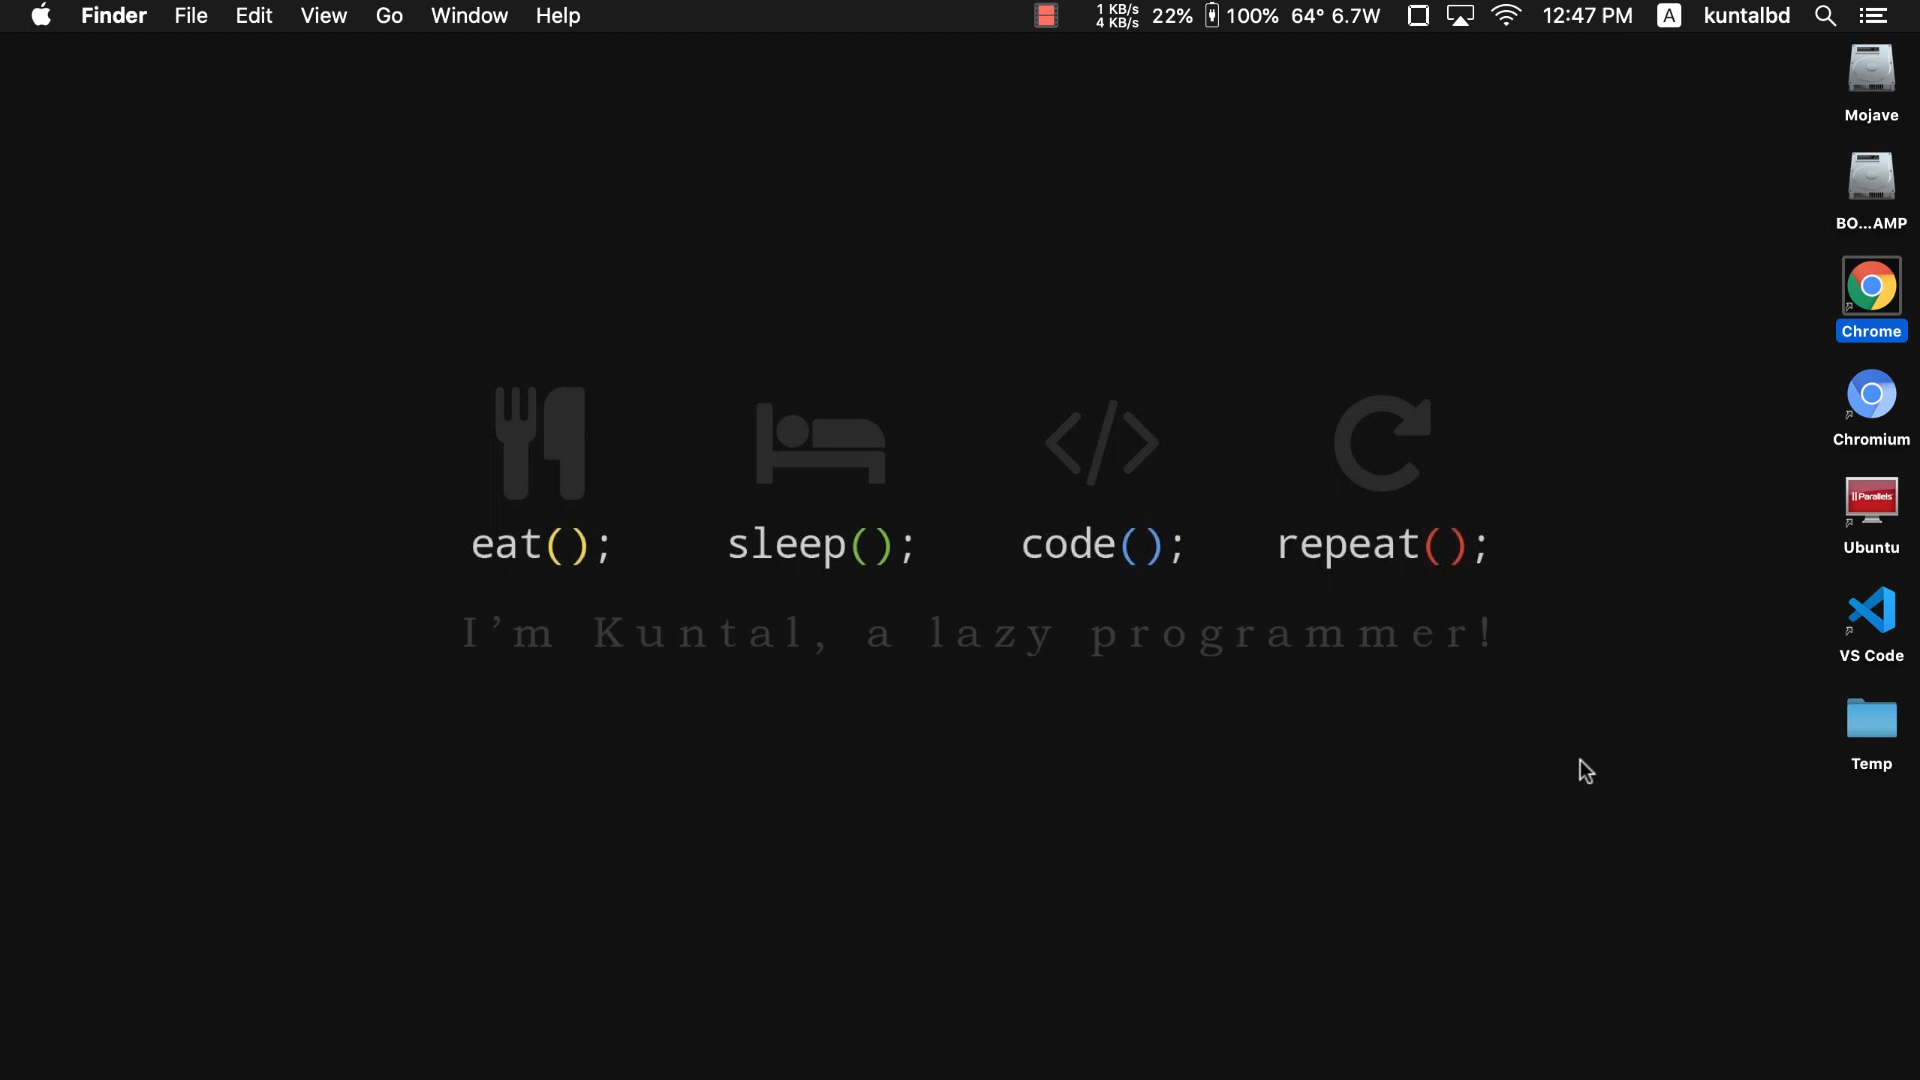 Finder File Edit View Go Window Help 1 KB/s 4 KB/s 22% 100% 64° 6.7W 12:47 PM A kuntalbd
Mojave
BO...AMP
Chrome
Chromium
|| Parallels
Ubuntu
VS Code
Temp
eat(); sleep(); code(); repeat();
I'm Kuntal, a lazy programmer!